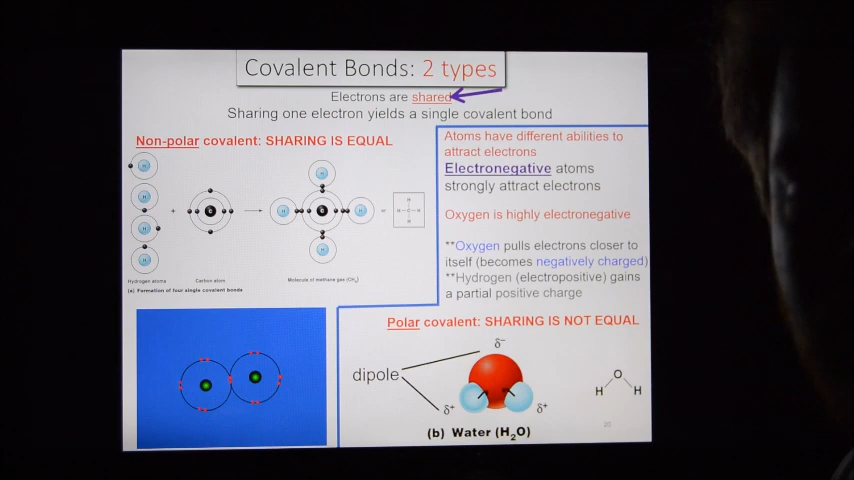 Covalent Bonds: 2 types
Electrons are shared
Sharing one electron yields a single covalent bond
Non-polar covalent: SHARING IS EQUAL
H
H
H
H
+
C
H
H
C
H
H
=
H
H-C-H
H
Hydrogen atoms
Carbon atom
Molecule of methane gas (CH₄)
(a) Formation of four single covalent bonds
Atoms have different abilities to
attract electrons
Electronegative atoms
strongly attract electrons
Oxygen is highly electronegative
**Oxygen pulls electrons closer to
itself (becomes negatively charged)
**Hydrogen (electropositive) gains
a partial positive charge
Polar covalent: SHARING IS NOT EQUAL
dipole
δ⁻
δ⁺
δ⁺
O
H H
(b) Water (H₂O)
20